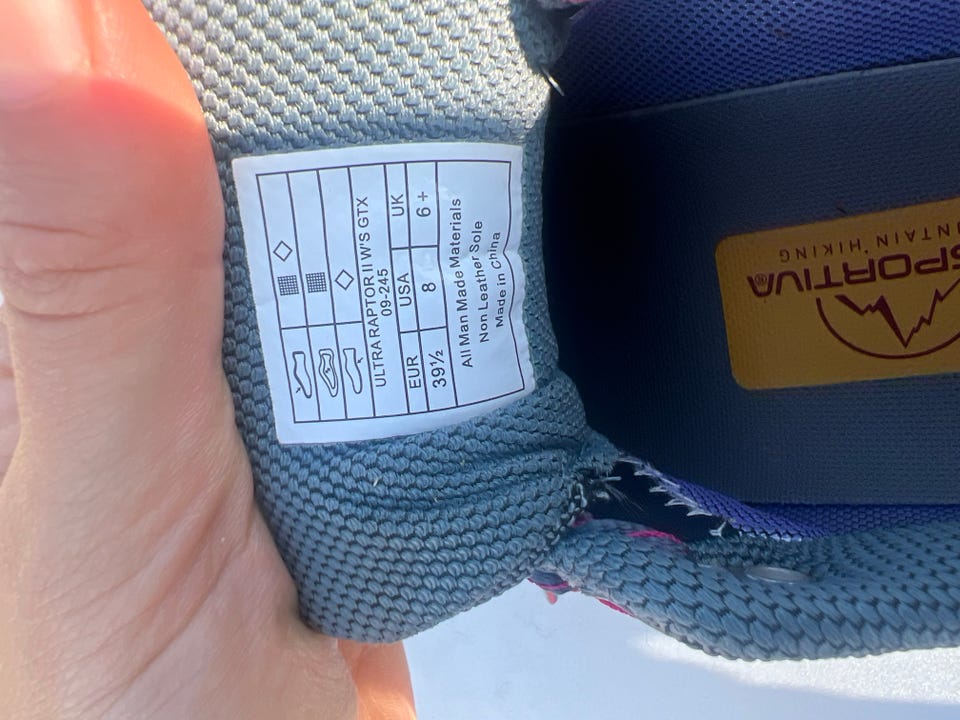 ULTRA RAPTOR II W'S GTX
09-245
EUR USA UK
39½ 8 6+
All Man Made Materials
Non Leather Sole
Made in China
SPORTIVA®
HIKING